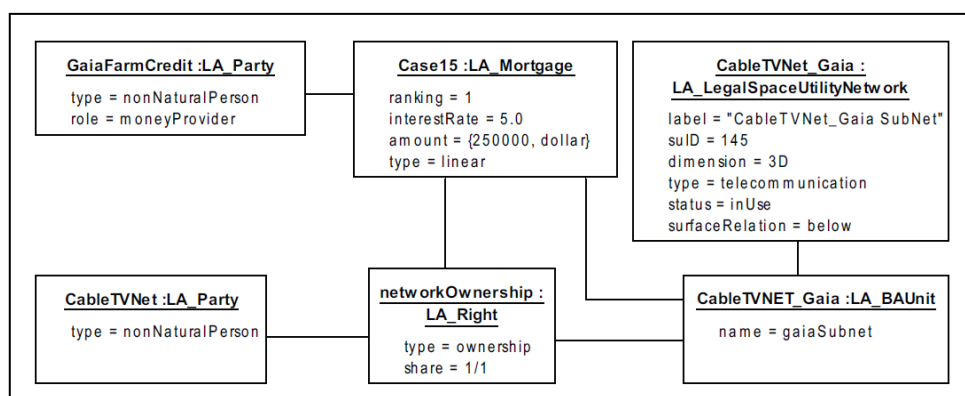 GaiaFarmCredit :LA_Party
type = nonNaturalPerson
role = moneyProvider
Case15 :LA_Mortgage
ranking = 1
interestRate = 5.0
amount = {250000, dollar}
type = linear
CableTVNet_Gaia :
LA_LegalSpaceUtilityNetwork
label = "CableTVNet_Gaia SubNet"
suID = 145
dimension = 3D
type = telecommunication
status = inUse
surfaceRelation = below
CableTVNet :LA_Party
type = nonNaturalPerson
networkOwnership :
LA_Right
type = ownership
share = 1/1
CableTVNET_Gaia :LA_BAUnit
name = gaiaSubnet